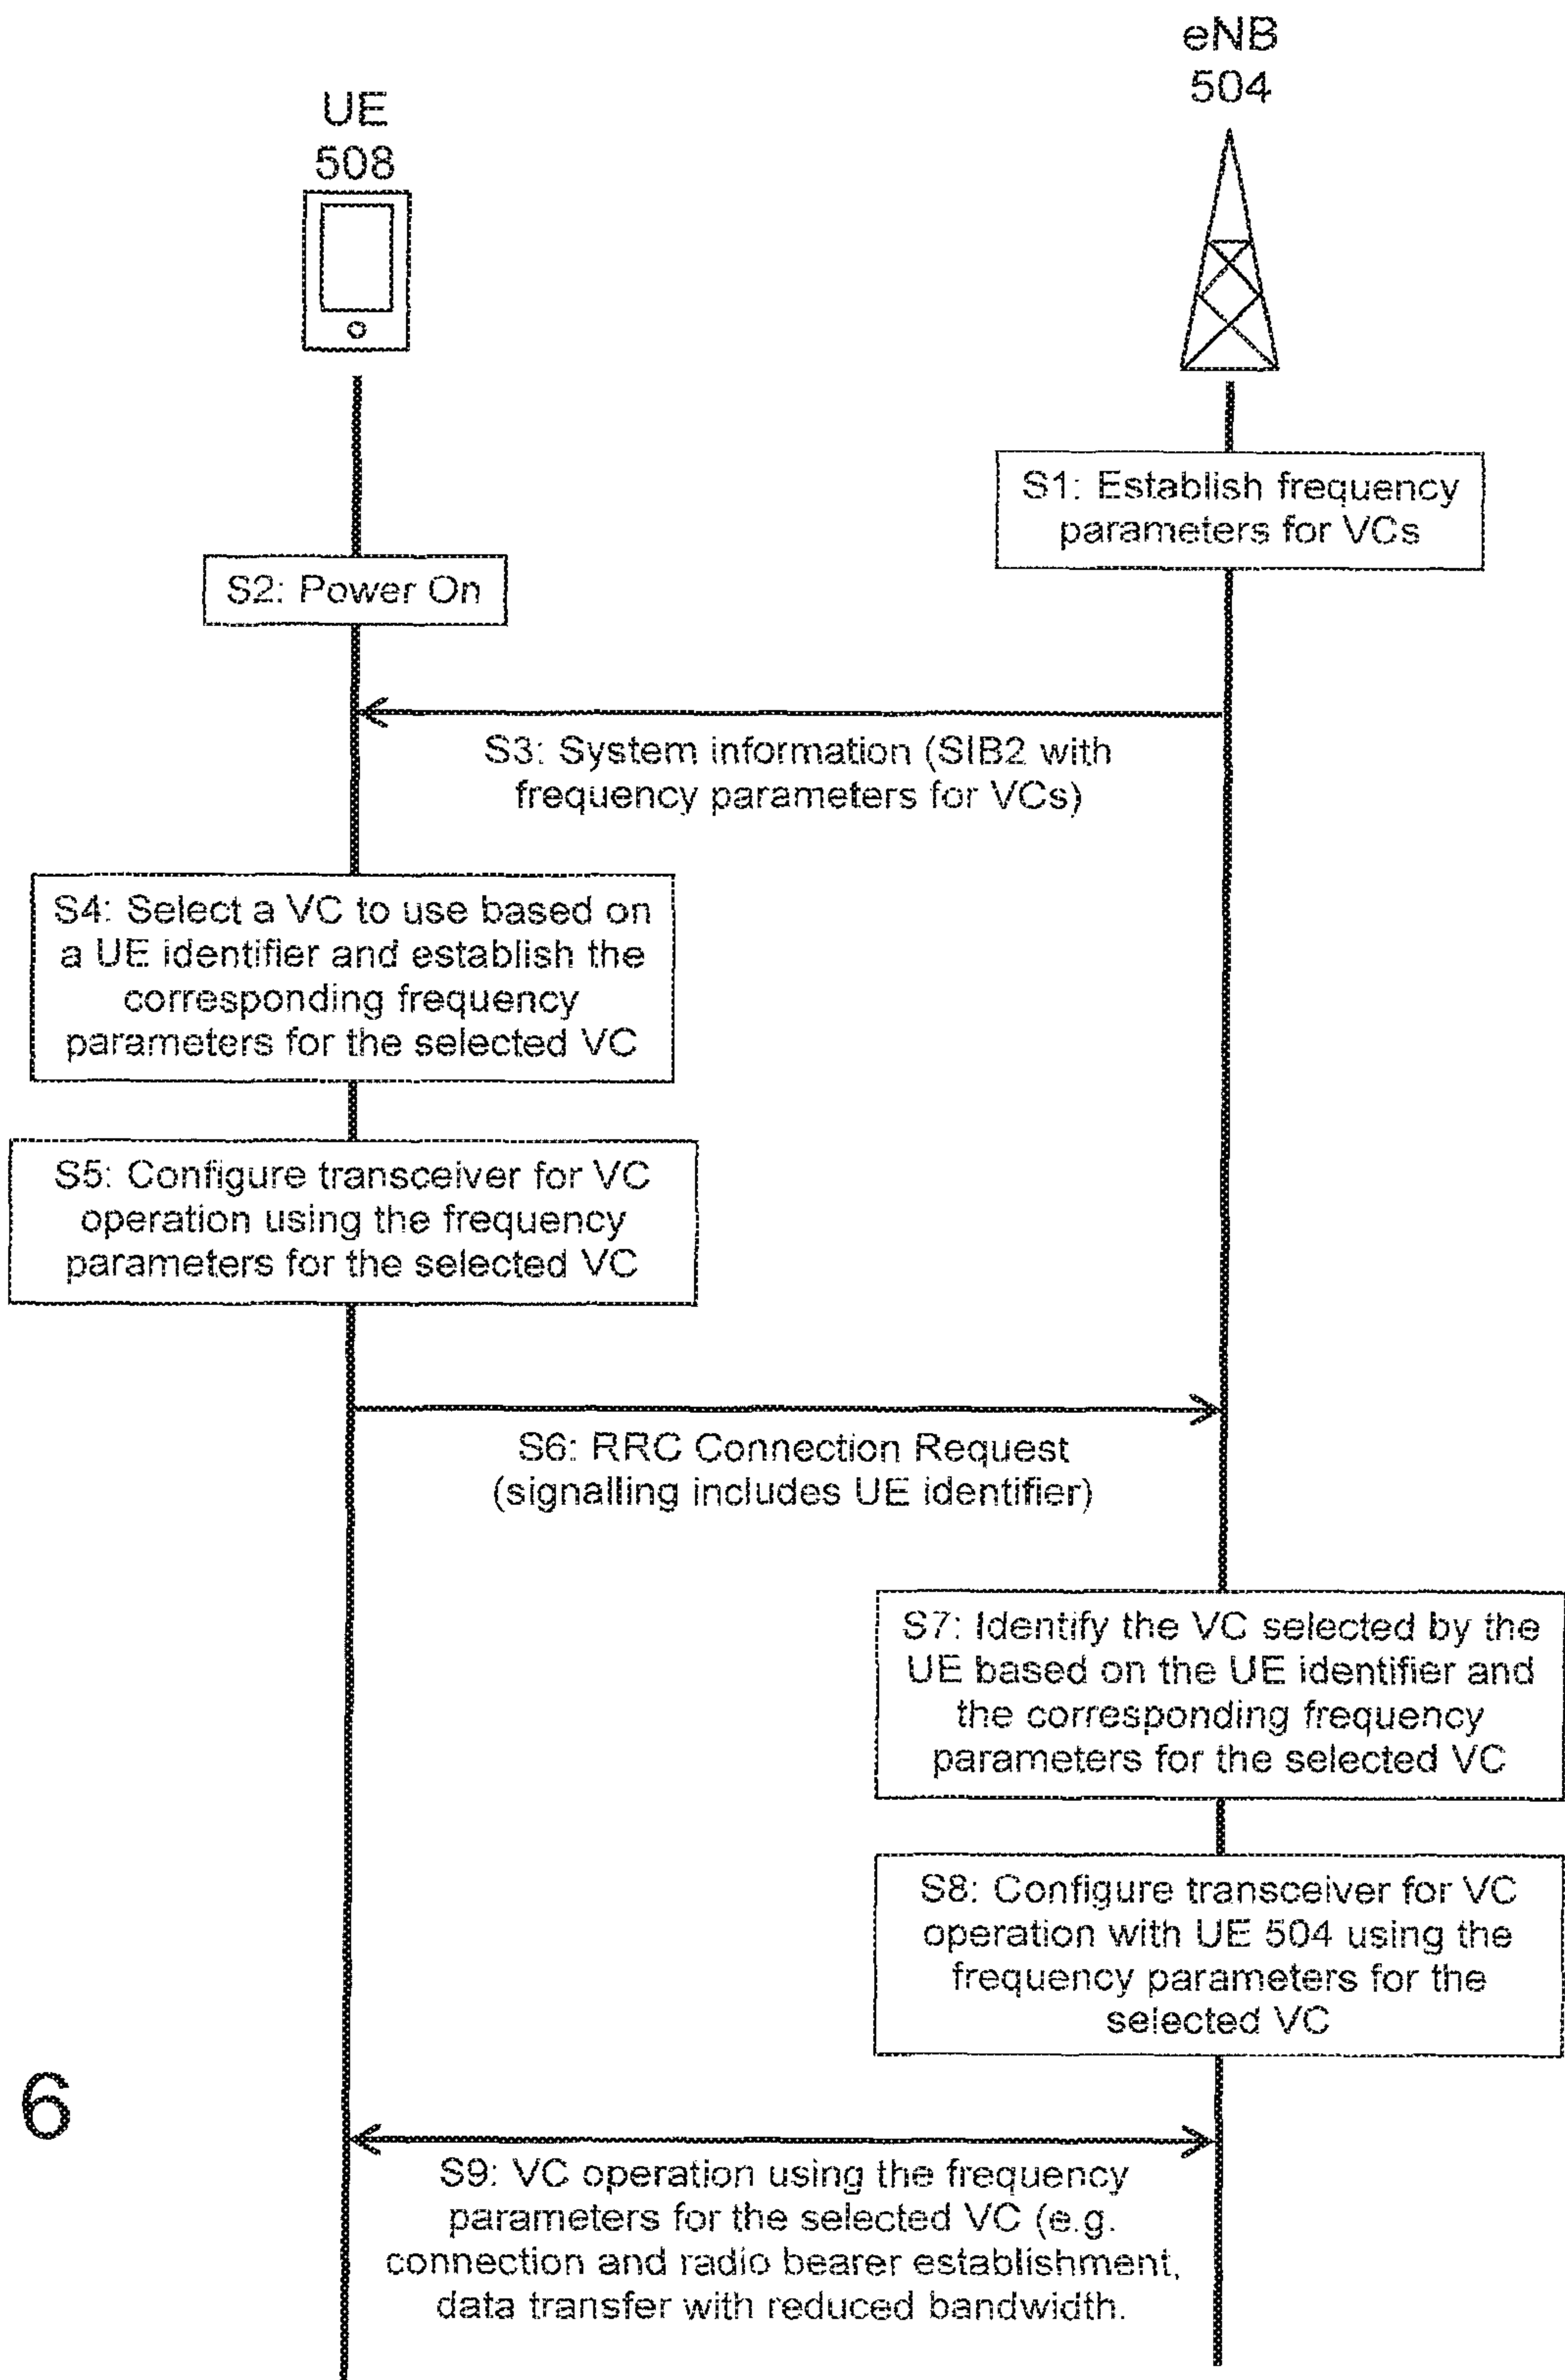 eNB
504
UE
508
S1: Establish frequency
parameters for VCs
S2: Power On
S3: System information (SIB2 with
frequency parameters for VCs)
S4: Select a VC to use based on
a UE identifier and establish the
corresponding frequency
parameters for the selected VC
S5: Configure transceiver for VC
operation using the frequency
parameters for the selected VC
S6: RRC Connection Request
(signalling includes UE identifier)
S7: Identify the VC selected by the
UE based on the UE identifier and
the corresponding frequency
parameters for the selected VC
S8: Configure transceiver for VC
operation with UE 504 using the
frequency parameters for the
selected VC
6
S9: VC operation using the frequency
parameters for the selected VC (e.g.
connection and radio bearer establishment,
data transfer with reduced bandwidth.